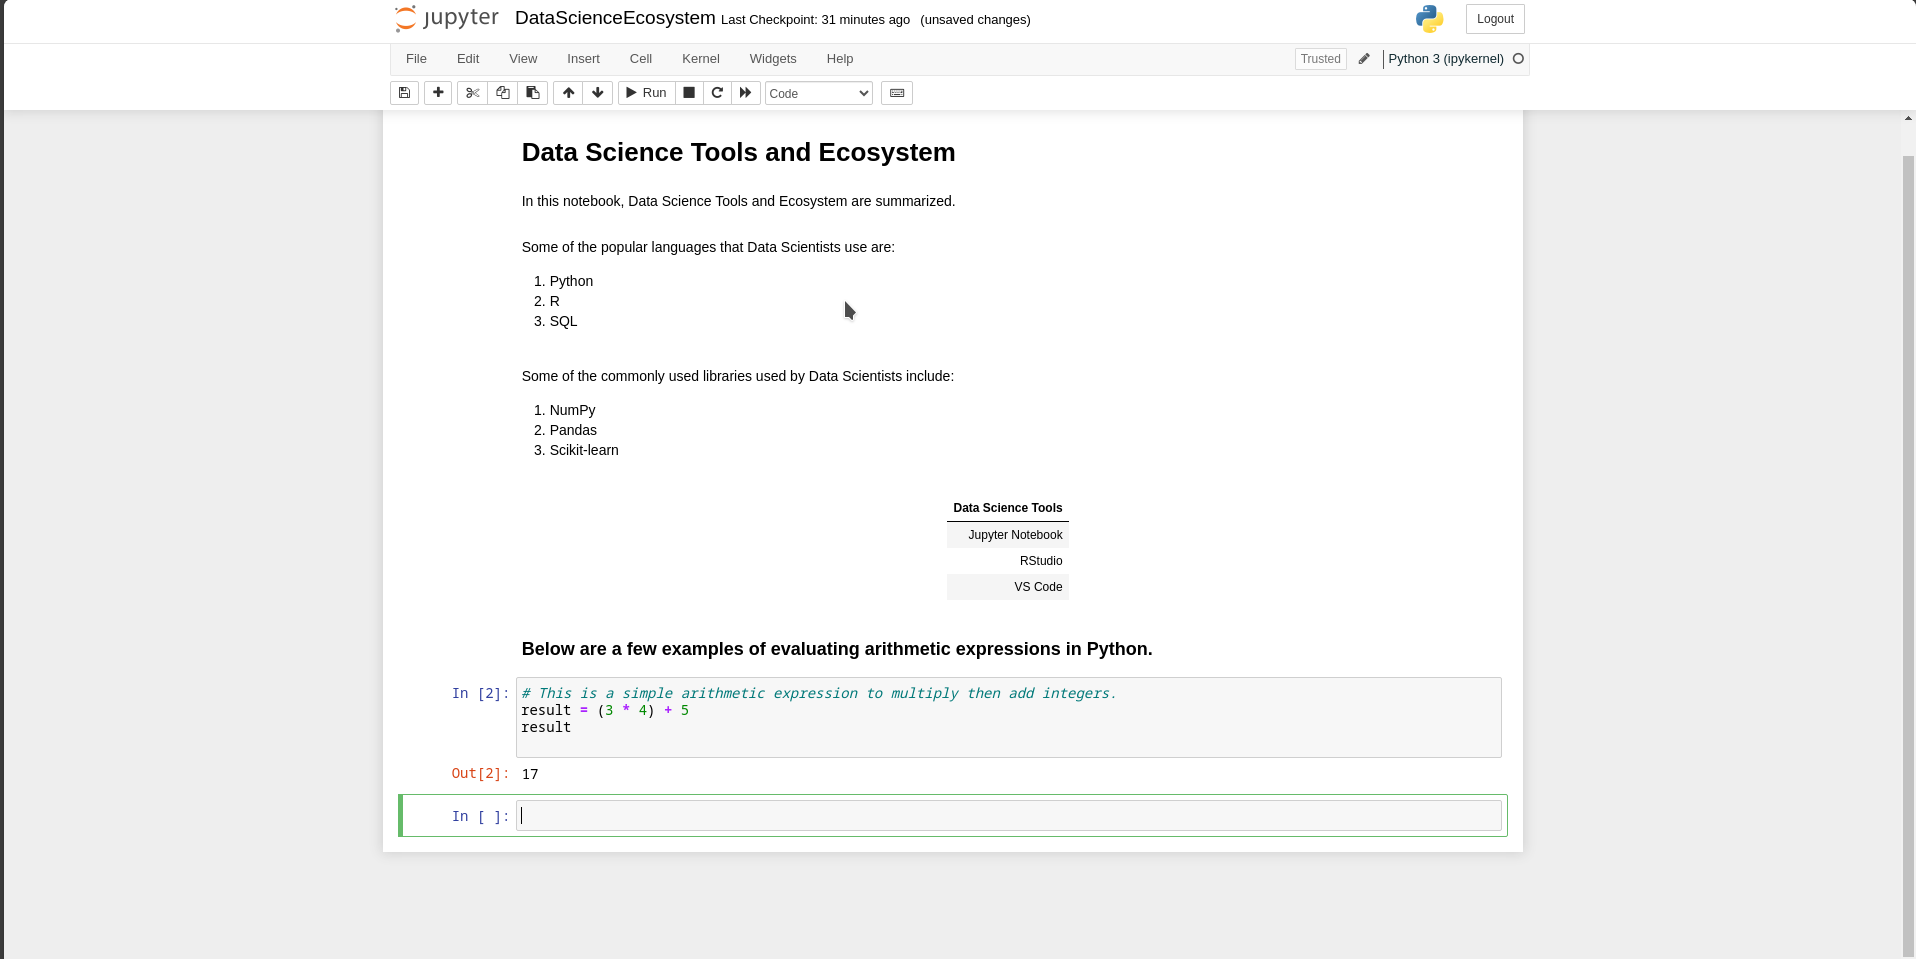 jupyter DataScienceEcosystem Last Checkpoint: 31 minutes ago (unsaved changes) Logout
File Edit View Insert Cell Kernel Widgets Help Trusted Python 3 (ipykernel)
Run Code
Data Science Tools and Ecosystem
In this notebook, Data Science Tools and Ecosystem are summarized.
Some of the popular languages that Data Scientists use are:
1. Python
2. R
3. SQL
Some of the commonly used libraries used by Data Scientists include:
1. NumPy
2. Pandas
3. Scikit-learn
Data Science Tools
Jupyter Notebook
RStudio
VS Code
Below are a few examples of evaluating arithmetic expressions in Python.
In [2]: # This is a simple arithmetic expression to multiply then add integers.
result = (3 * 4) + 5
result
Out[2]: 17
In [ ]: